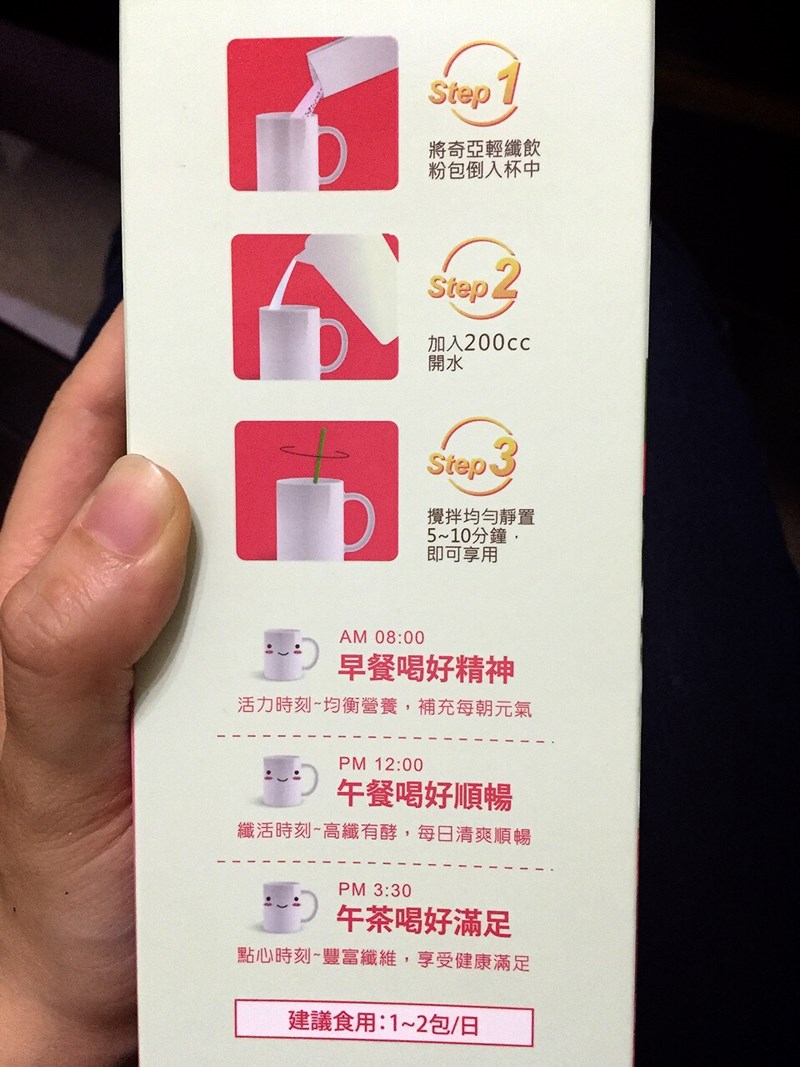 Step 1
將奇亞輕纖飲
粉包倒入杯中
Step 2
加入200cc
開水
Step 3
攪拌均勻靜置
5~10分鐘，
即可享用
AM 08:00
早餐喝好精神
活力時刻~均衡營養，補充每朝元氣
PM 12:00
午餐喝好順暢
纖活時刻~高纖有酵，每日清爽順暢
PM 3:30
午茶喝好滿足
點心時刻~豐富纖維，享受健康滿足
建議食用：1~2包/日